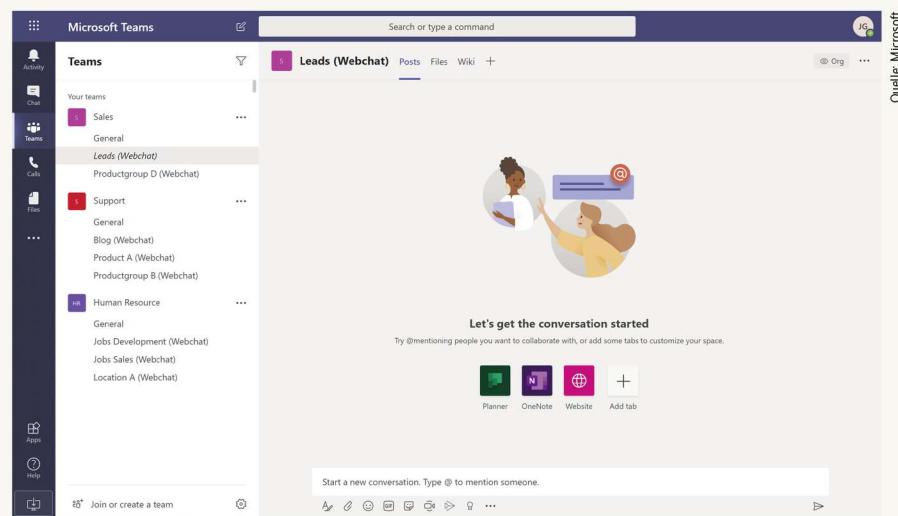 Microsoft Teams
Search or type a command
JG
Quelle: Microsoft
Activity
Chat
Teams
Calls
Files
Apps
Help
Teams
Your teams
S Sales
General
Leads (Webchat)
Productgroup D (Webchat)
S Support
General
Blog (Webchat)
Product A (Webchat)
Productgroup B (Webchat)
HR Human Resource
General
Jobs Development (Webchat)
Jobs Sales (Webchat)
Location A (Webchat)
Join or create a team
S Leads (Webchat) Posts Files Wiki + Org
@
Let's get the conversation started
Try @mentioning people you want to collaborate with, or add some tabs to customize your space.
N
Planner OneNote Website Add tab
Start a new conversation. Type @ to mention someone.
GIF